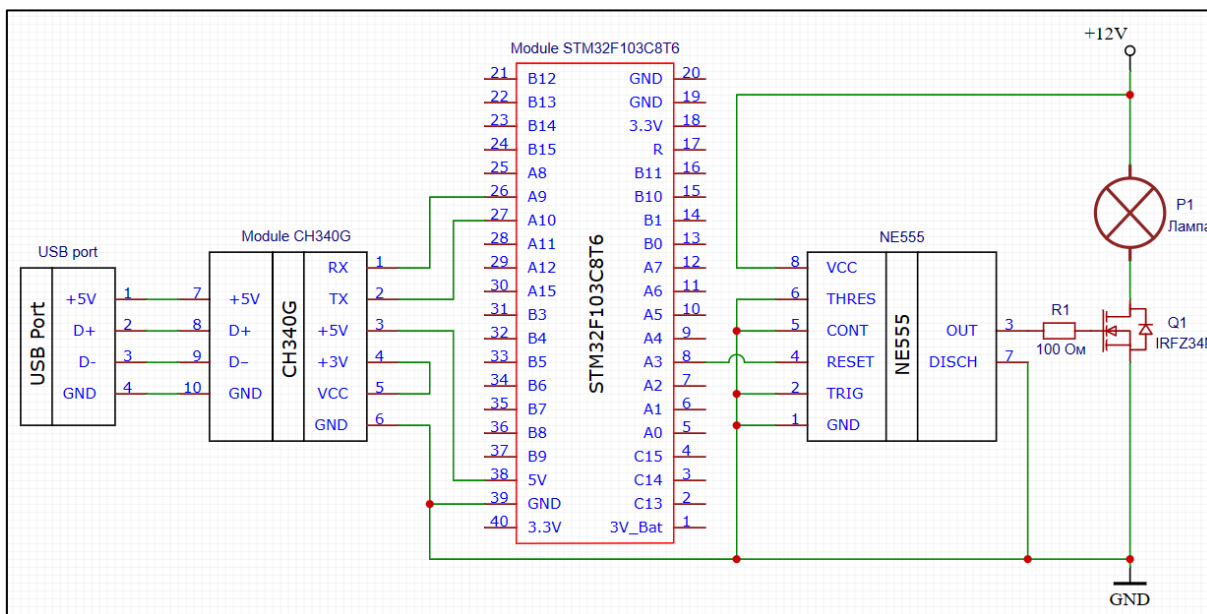 +12V
Module STM32F103C8T6
21 B12 GND 20
22 B13 GND 19
23 B14 3.3V 18
24 B15 R 17
25 A8 B11 16
26 A9 B10 15
27 A10 B1 14
28 A11 B0 13
29 A12 A7 12
30 A15 A6 11
31 B3 A5 10
32 B4 A4 9
33 B5 A3 8
34 B6 A2 7
35 B7 A1 6
36 B8 A0 5
37 B9 C15 4
38 5V C14 3
39 GND C13 2
40 3.3V 3V_Bat 1
STM32F103C8T6
USB port
USB Port
+5V 1
D+ 2
D- 3
GND 4
Module CH340G
CH340G
7 +5V
8 D+
9 D−
10 GND
RX 1
TX 2
+5V 3
+3V 4
VCC 5
GND 6
NE555
NE555
8 VCC
6 THRES
5 CONT
4 RESET
2 TRIG
1 GND
OUT 3
DISCH 7
R1
100 Ом
P1
Лампа
Q1
IRFZ34N
GND